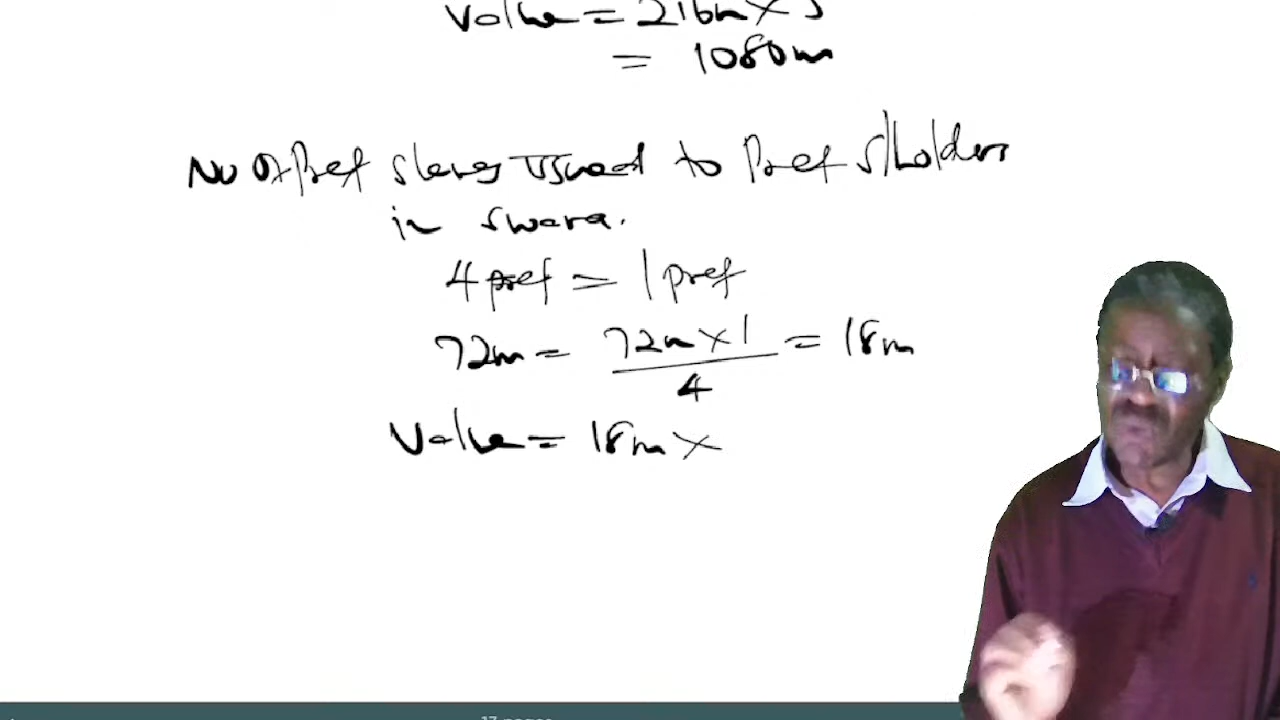 Value = 216m × 5
= 1080m
No Of Pref Shares Issued to Pref S/holders
in Swara.
4 pref = 1 pref
72m = 72m × 1 / 4 = 18m
Value = 18m ×